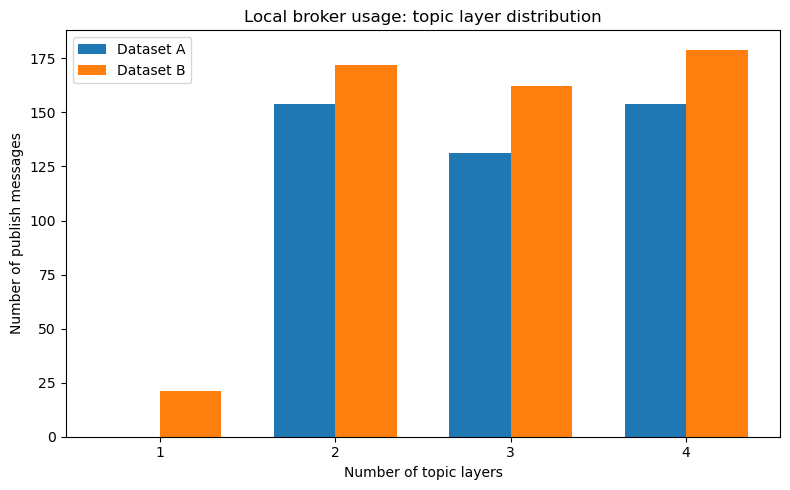 Local broker usage: topic layer distribution
Dataset A
Dataset B
175
150
125
100
75
50
25
0
Number of publish messages
1 2 3 4
Number of topic layers